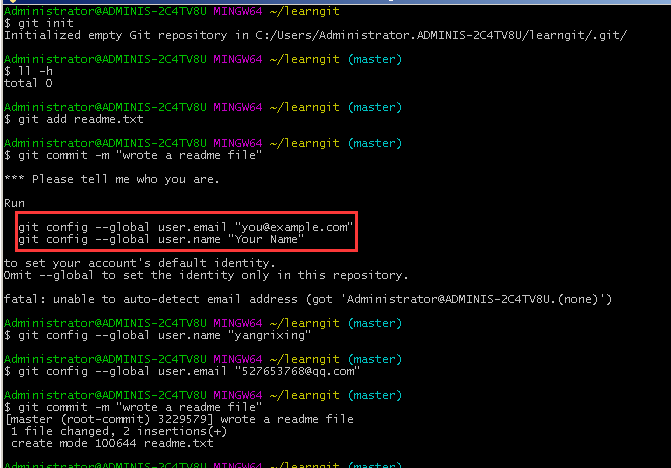 Administrator@ADMINIS-2C4TV8U MINGW64 ~/learngit
$ git init
Initialized empty Git repository in C:/Users/Administrator.ADMINIS-2C4TV8U/learngit/.git/
Administrator@ADMINIS-2C4TV8U MINGW64 ~/learngit (master)
$ ll -h
total 0
Administrator@ADMINIS-2C4TV8U MINGW64 ~/learngit (master)
$ git add readme.txt
Administrator@ADMINIS-2C4TV8U MINGW64 ~/learngit (master)
$ git commit -m "wrote a readme file"
*** Please tell me who you are.
Run
git config --global user.email "you@example.com"
git config --global user.name "Your Name"
to set your account's default identity.
Omit --global to set the identity only in this repository.
fatal: unable to auto-detect email address (got 'Administrator@ADMINIS-2C4TV8U.(none)')
Administrator@ADMINIS-2C4TV8U MINGW64 ~/learngit (master)
$ git config --global user.name "yangrixing"
Administrator@ADMINIS-2C4TV8U MINGW64 ~/learngit (master)
$ git config --global user.email "527653768@qq.com"
Administrator@ADMINIS-2C4TV8U MINGW64 ~/learngit (master)
$ git commit -m "wrote a readme file"
[master (root-commit) 3229579] wrote a readme file
1 file changed, 2 insertions(+)
create mode 100644 readme.txt
Administrator@ADMINIS-2C4TV8U MINGW64 ~/learngit (master)